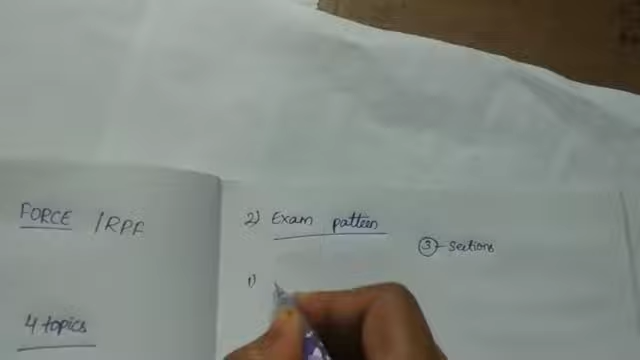 FORCE / RPF
4 topics
2) Exam pattern
3 - Sections
1)